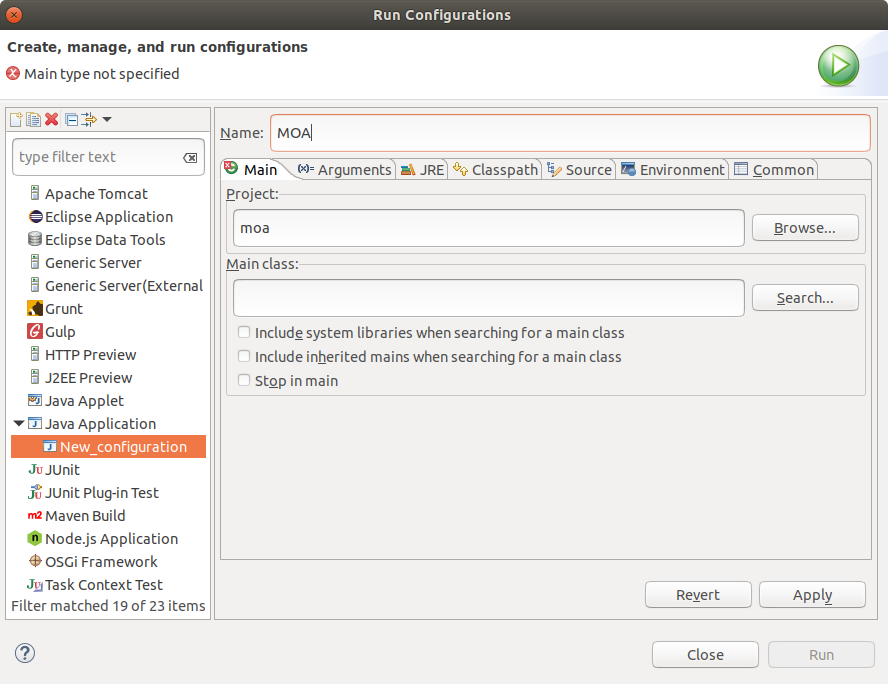 Run Configurations
Create, manage, and run configurations
Main type not specified
type filter text
Apache Tomcat
Eclipse Application
Eclipse Data Tools
Generic Server
Generic Server(External
Grunt
Gulp
HTTP Preview
J2EE Preview
Java Applet
Java Application
New_configuration
JUnit
JUnit Plug-in Test
Maven Build
Node.js Application
OSGi Framework
Task Context Test
Filter matched 19 of 23 items
Name: MOA
Main (x)= Arguments JRE Classpath Source Environment Common
Project:
moa Browse...
Main class:
Search...
Include system libraries when searching for a main class
Include inherited mains when searching for a main class
Stop in main
Revert Apply
Close Run